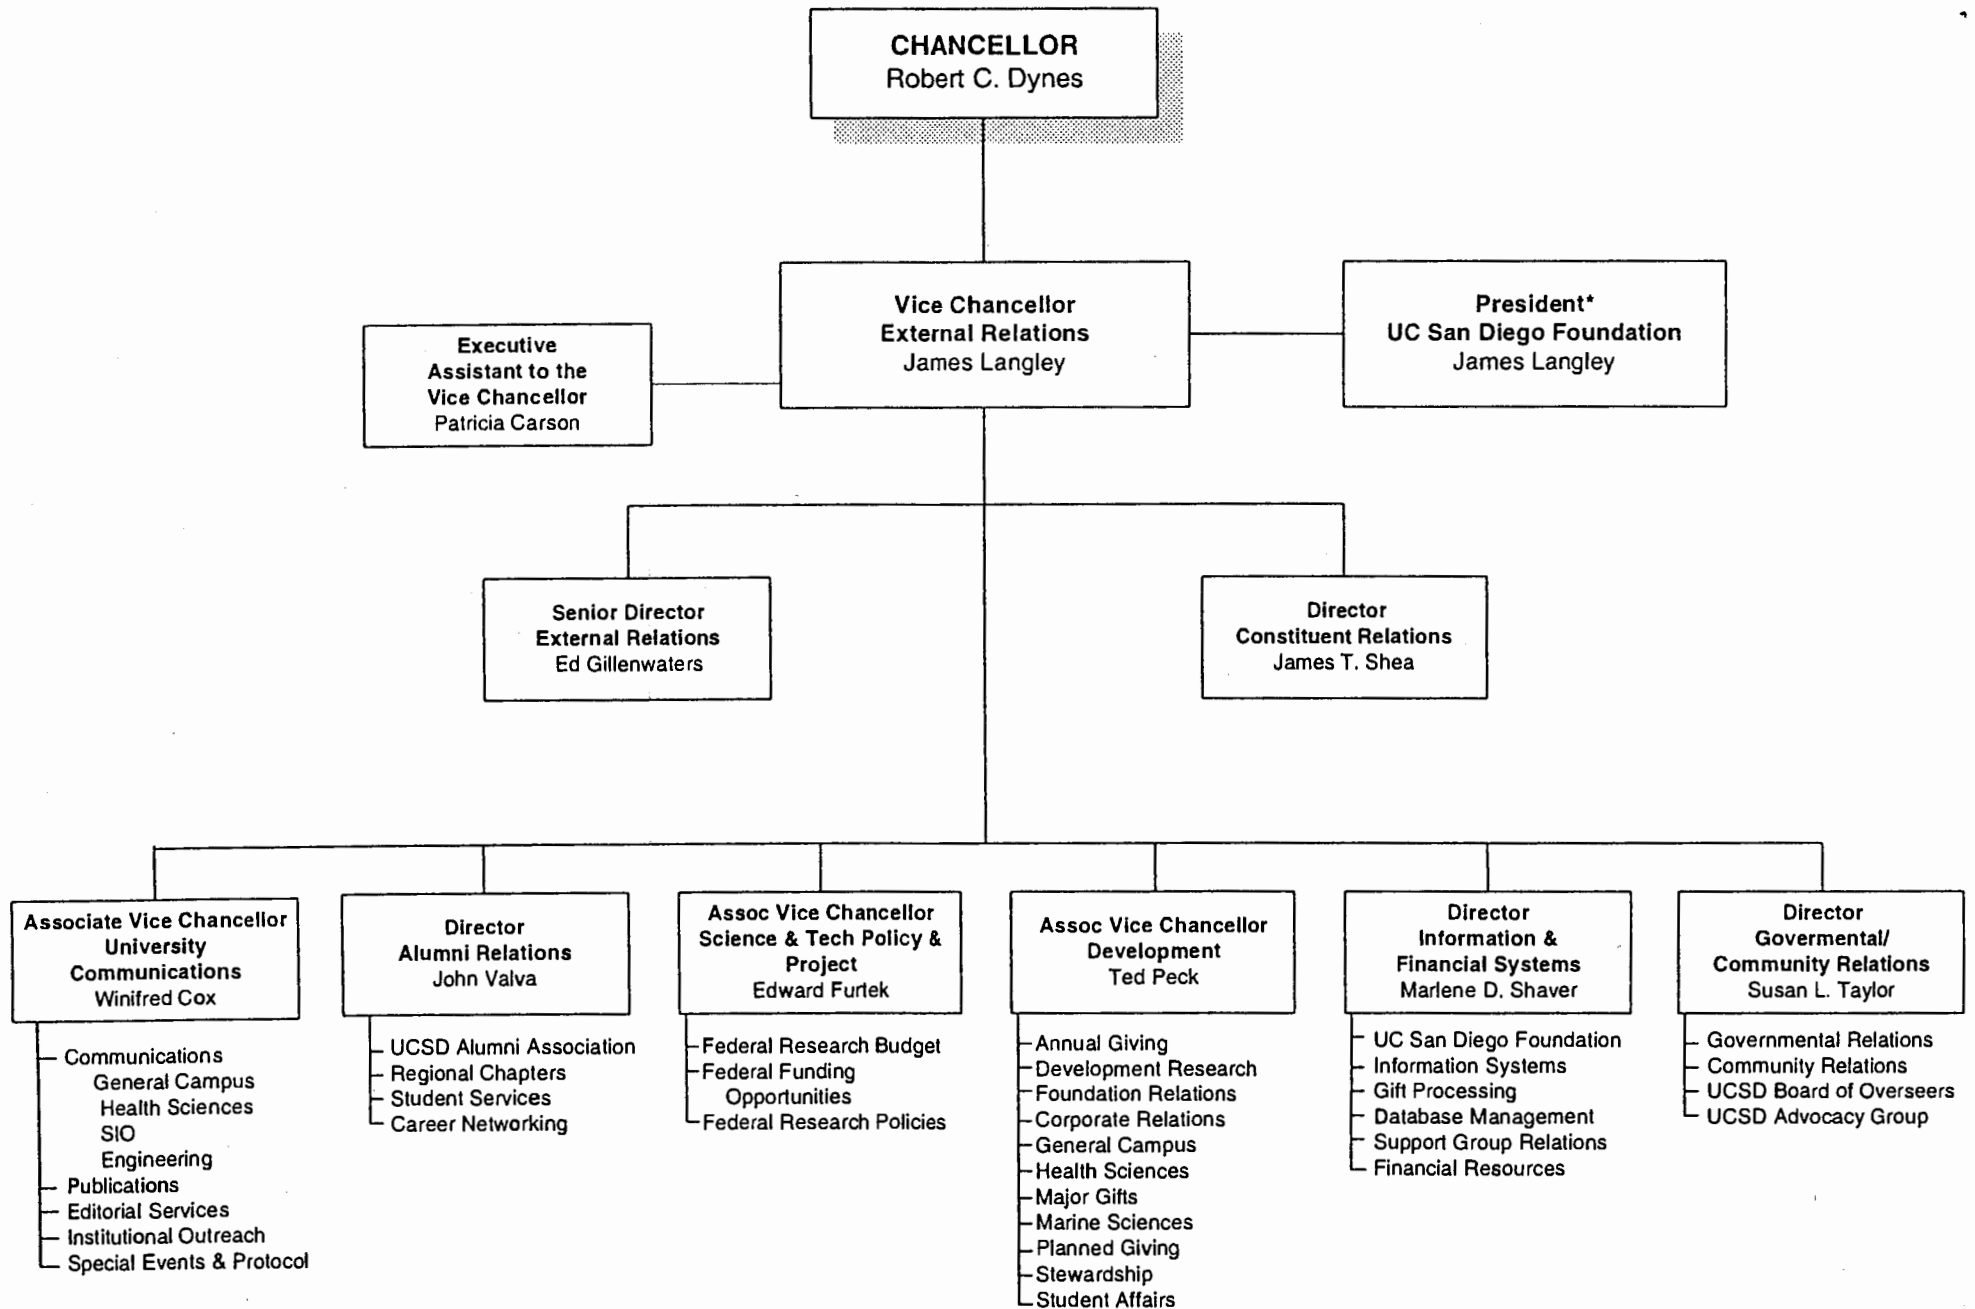 CHANCELLOR
Robert C. Dynes
Vice Chancellor
External Relations
James Langley
President*
UC San Diego Foundation
James Langley
Executive
Assistant to the
Vice Chancellor
Patricia Carson
Senior Director
External Relations
Ed Gillenwaters
Director
Constituent Relations
James T. Shea
Associate Vice Chancellor
University
Communications
Winifred Cox
Communications
General Campus
Health Sciences
SIO
Engineering
Publications
Editorial Services
Institutional Outreach
Special Events & Protocol
Director
Alumni Relations
John Valva
UCSD Alumni Association
Regional Chapters
Student Services
Career Networking
Assoc Vice Chancellor
Science & Tech Policy &
Project
Edward Furtek
Federal Research Budget
Federal Funding
Opportunities
Federal Research Policies
Assoc Vice Chancellor
Development
Ted Peck
Annual Giving
Development Research
Foundation Relations
Corporate Relations
General Campus
Health Sciences
Major Gifts
Marine Sciences
Planned Giving
Stewardship
Student Affairs
Director
Information &
Financial Systems
Marlene D. Shaver
UC San Diego Foundation
Information Systems
Gift Processing
Database Management
Support Group Relations
Financial Resources
Director
Govermental/
Community Relations
Susan L. Taylor
Governmental Relations
Community Relations
UCSD Board of Overseers
UCSD Advocacy Group